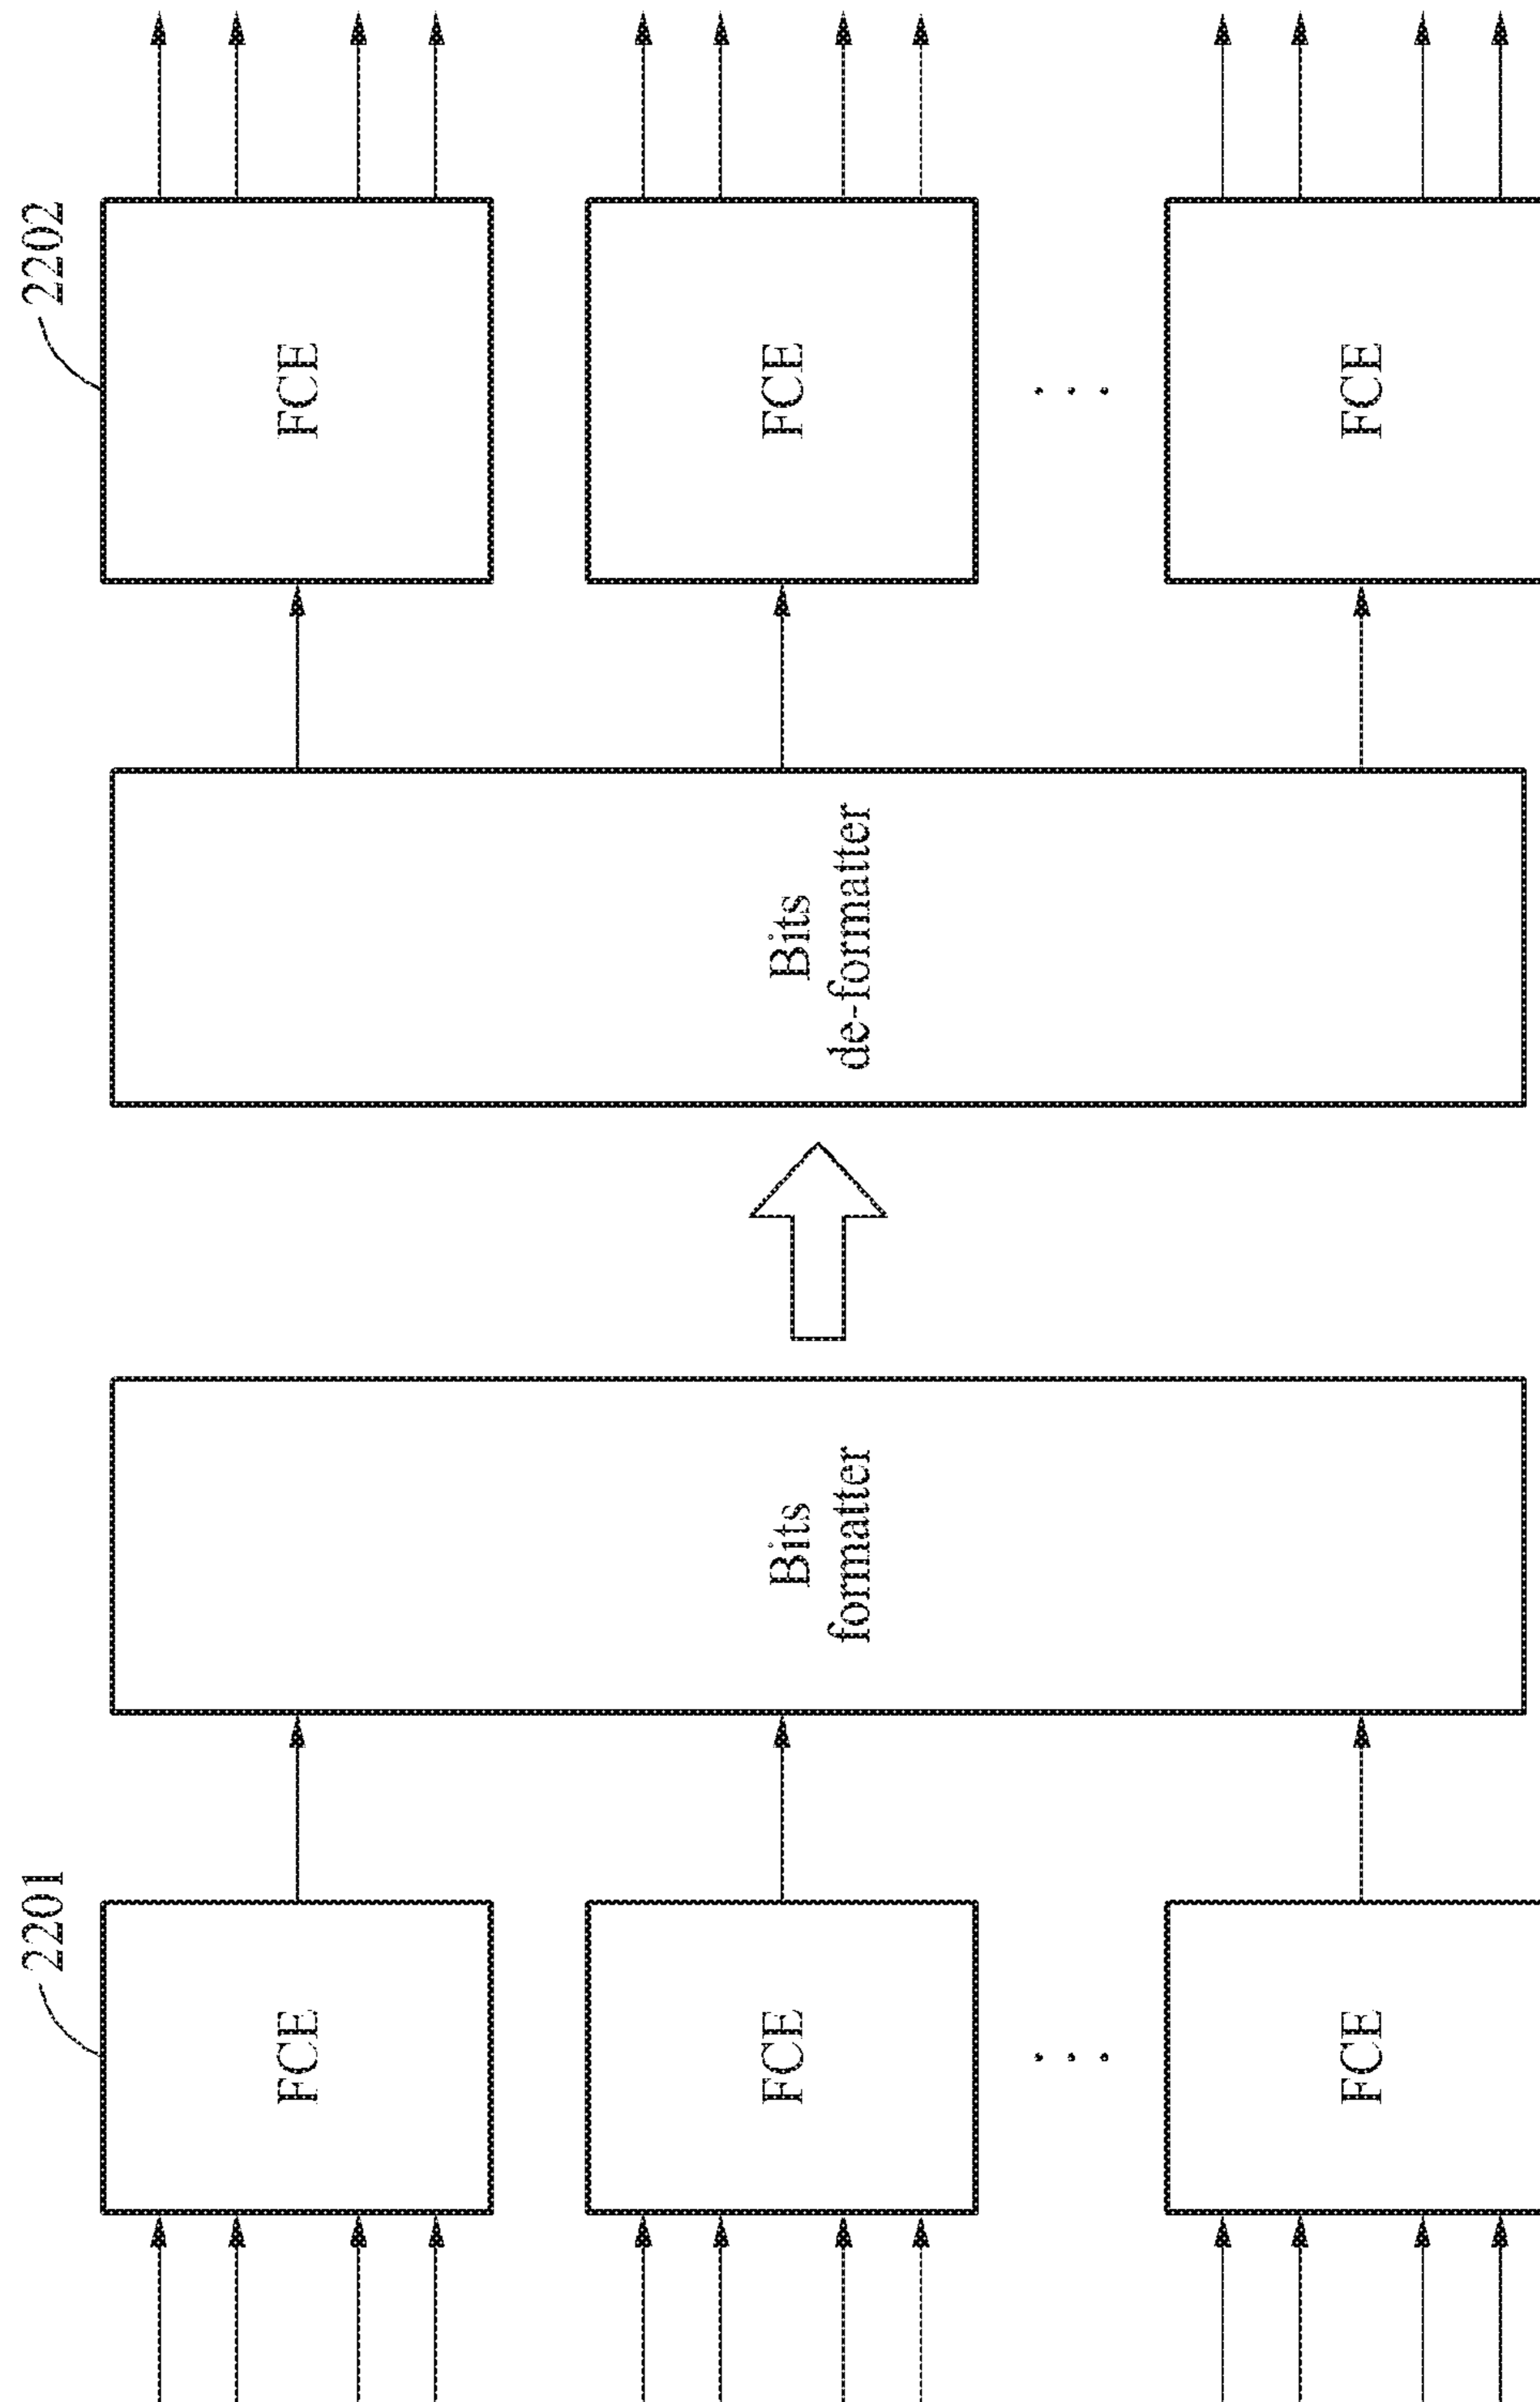 2201
2202
FCE
FCE
FCE
Bits
formatter
Bits
de-formatter
FCE
. . .
. . .
FCE
FCE